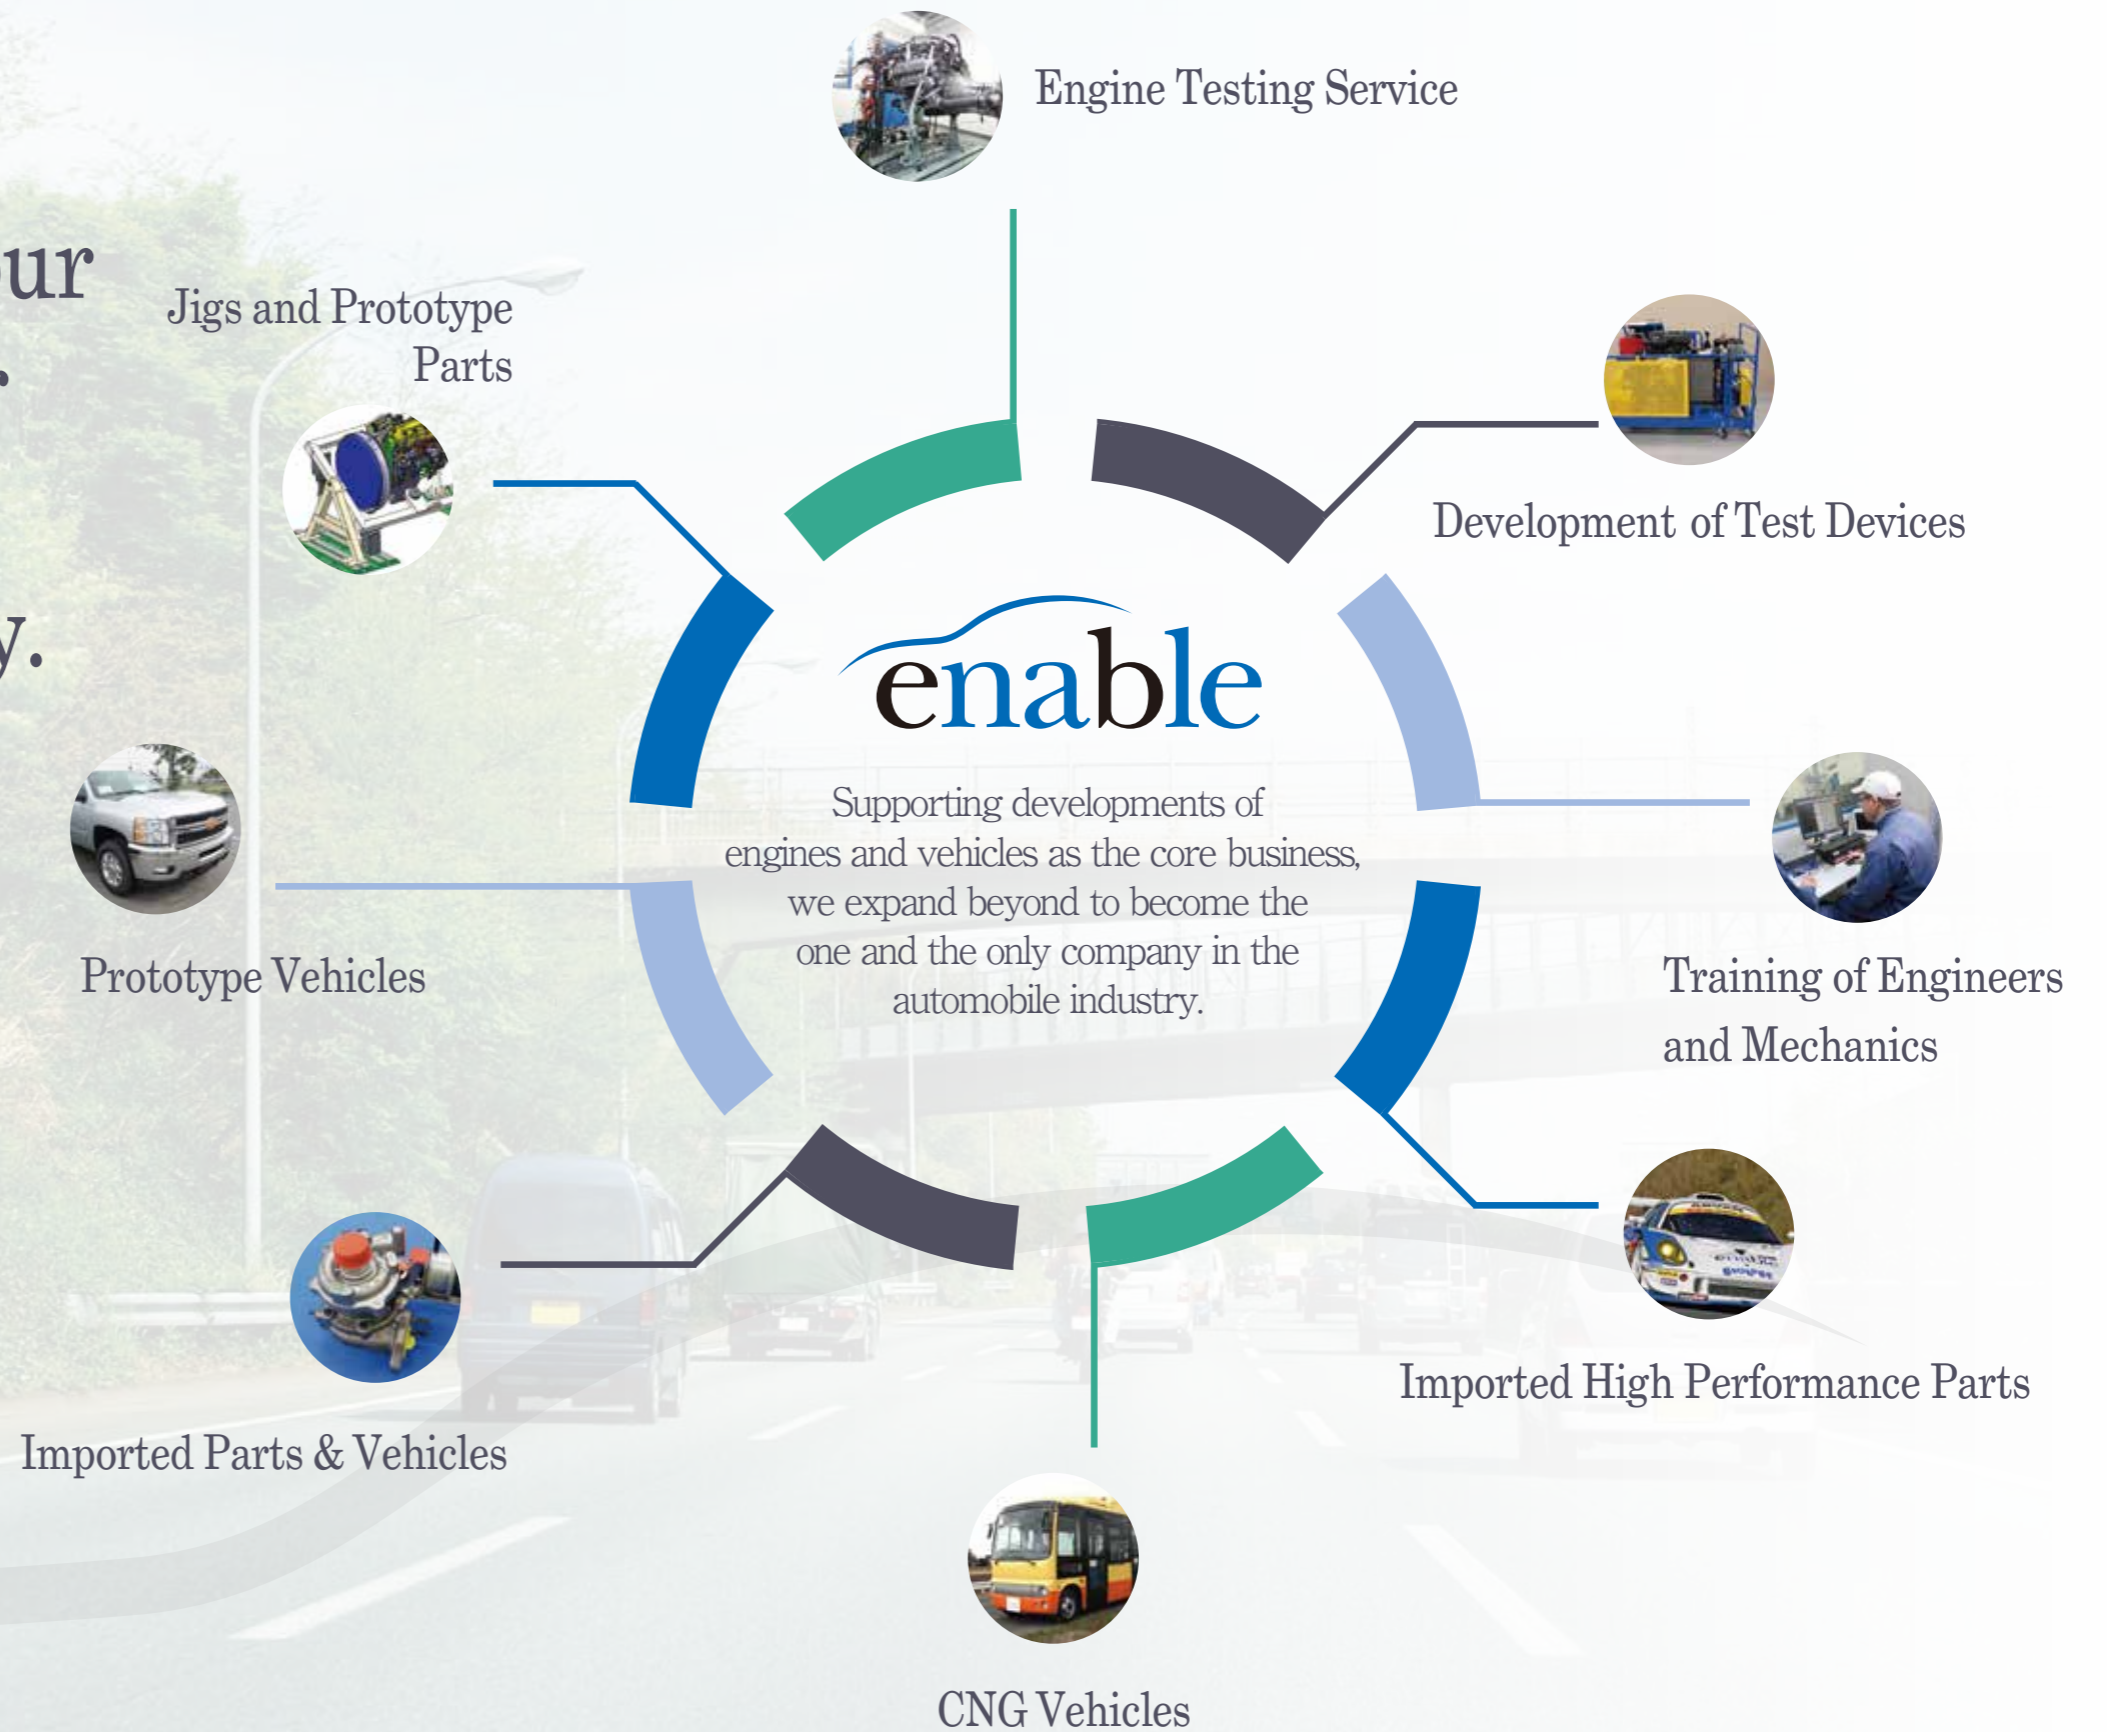 Engine Testing Service
ur
Jigs and Prototype
Parts
.
Development of Test Devices
y.
enable
Supporting developments of
engines and vehicles as the core business,
we expand beyond to become the
one and the only company in the
automobile industry.
Prototype Vehicles
Training of Engineers
and Mechanics
Imported High Performance Parts
Imported Parts & Vehicles
CNG Vehicles